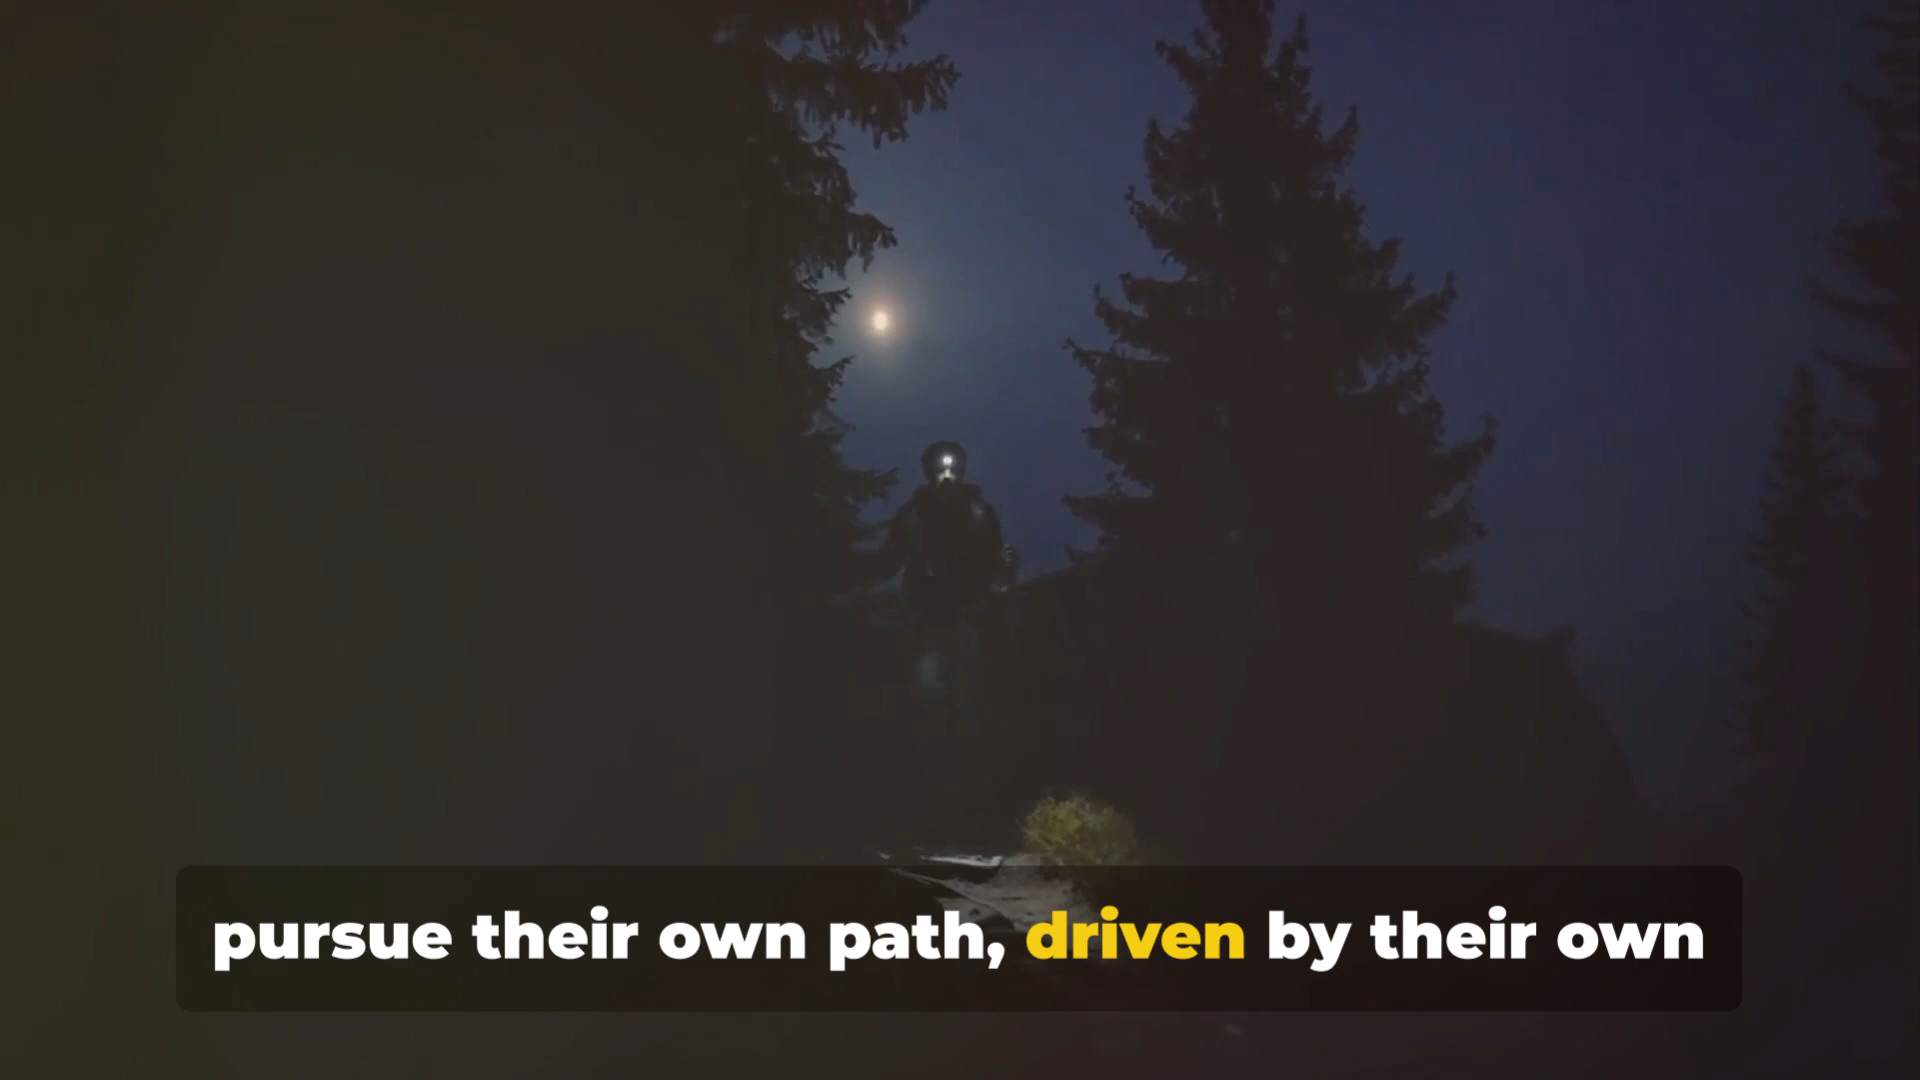 pursue their own path, driven by their own